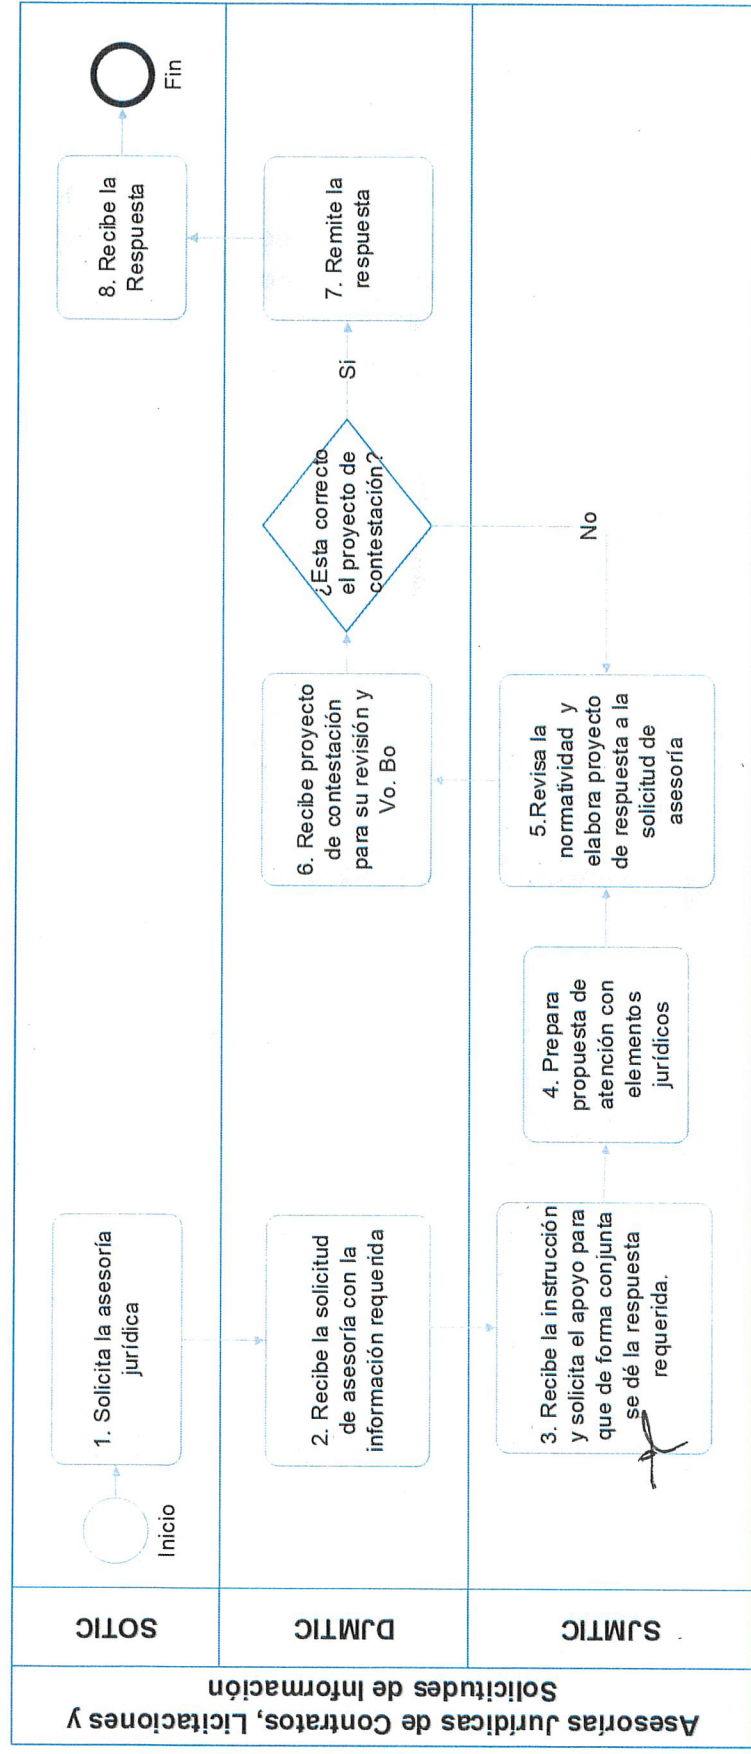 Asesorías Jurídicas de Contratos, Licitaciones y
Solicitudes de Información
SOTIC
Inicio
1. Solicita la asesoría
jurídica
8. Recibe la
Respuesta
Fin
DJMTIC
2. Recibe la solicitud
de asesoría con la
información requerida
6. Recibe proyecto
de contestación
para su revisión y
Vo. Bo
¿Esta correcto
el proyecto de
contestación?
Si
7. Remite la
respuesta
No
SJMTIC
3. Recibe la instrucción
y solicita el apoyo para
que de forma conjunta
se dé la respuesta
requerida.
4. Prepara
propuesta de
atención con
elementos
jurídicos
5.Revisa la
normatividad y
elabora proyecto
de respuesta a la
solicitud de
asesoría